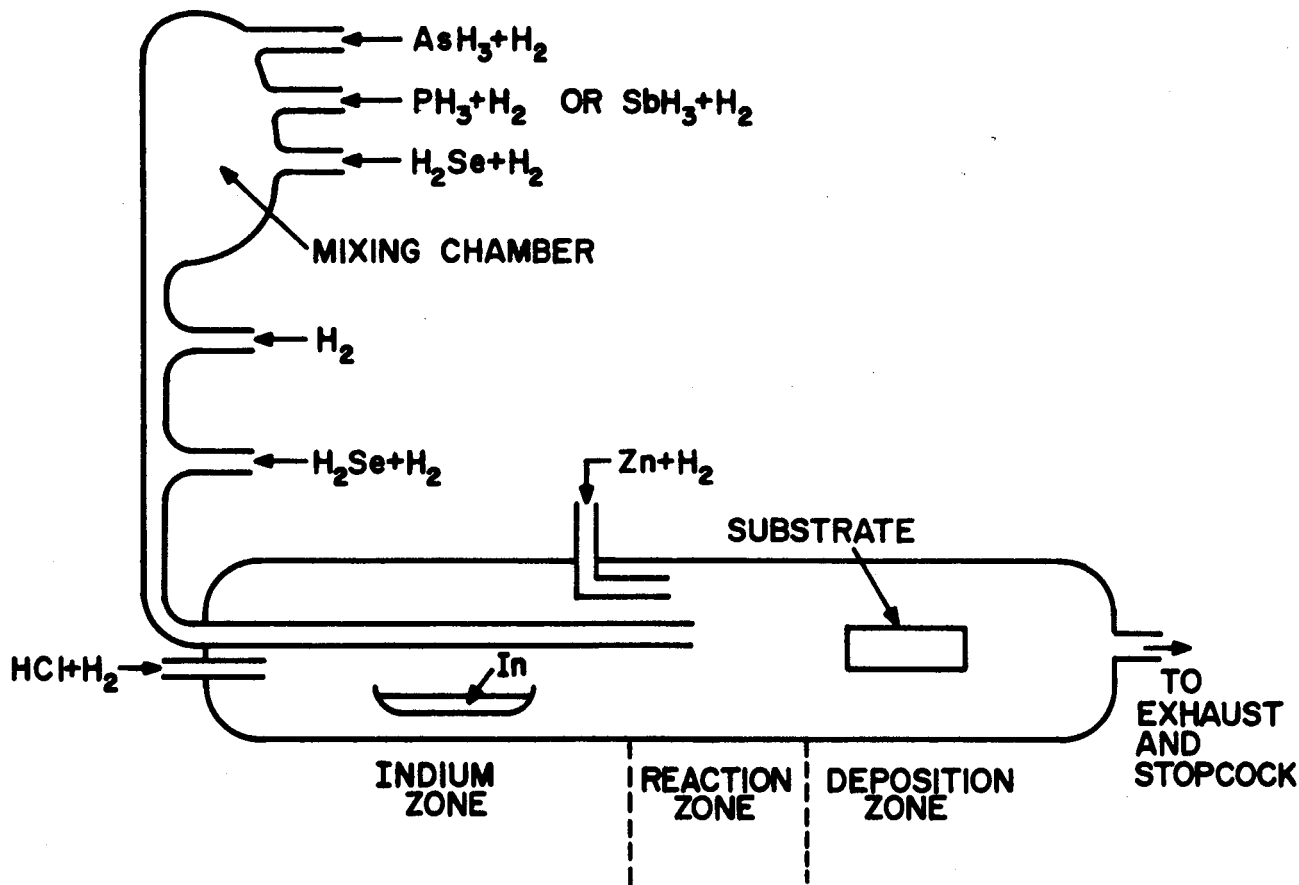 AsH₃+H₂
PH₃+H₂ OR SbH₃+H₂
H₂Se+H₂
MIXING CHAMBER
H₂
H₂Se+H₂
Zn+H₂
SUBSTRATE
HCl+H₂
In
TO
EXHAUST
AND
STOPCOCK
INDIUM
ZONE
REACTION
ZONE
DEPOSITION
ZONE